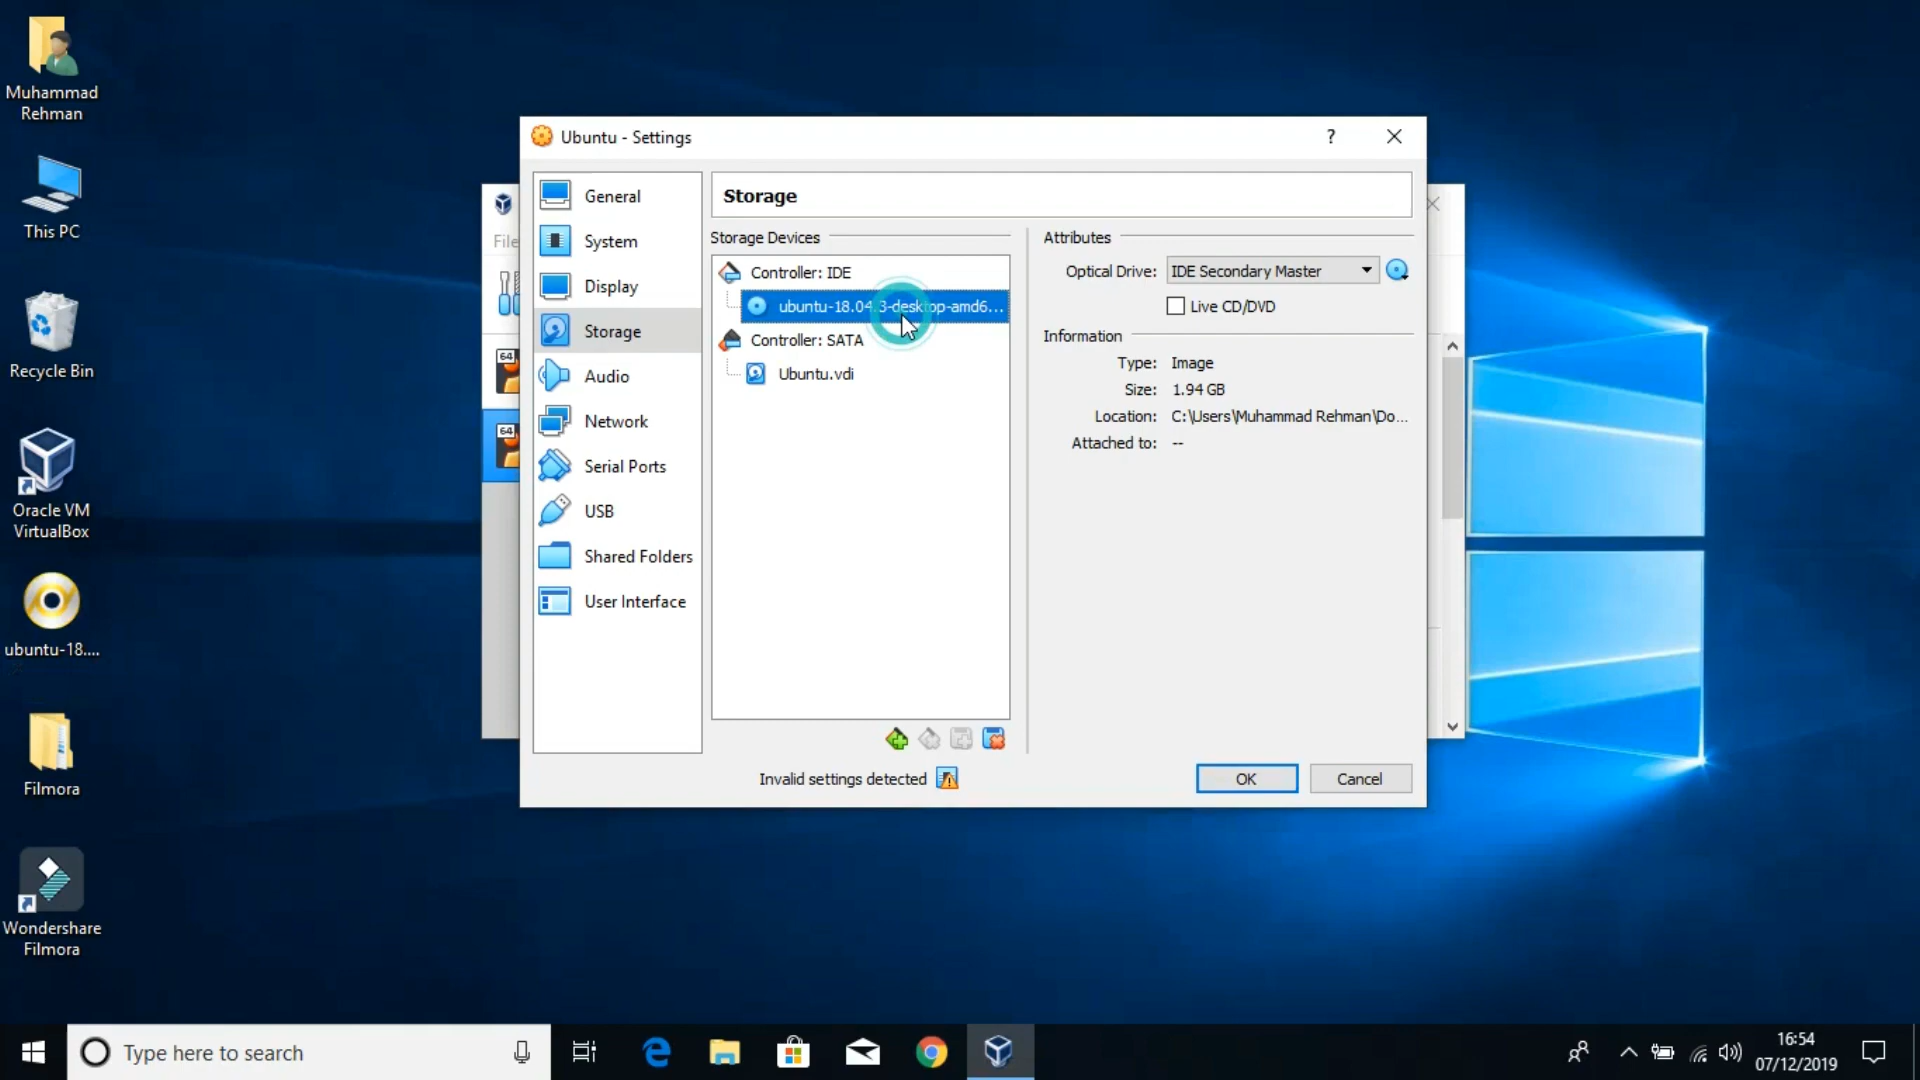 Muhammad
Rehman
This PC
Recycle Bin
Oracle VM
VirtualBox
ubuntu-18....
Filmora
Wondershare
Filmora
File
64
64
Ubuntu - Settings
?
General
System
Display
Storage
Audio
Network
Serial Ports
USB
Shared Folders
User Interface
Storage
Storage Devices
Controller: IDE
ubuntu-18.04.3-desktop-amd6...
Controller: SATA
Ubuntu.vdi
Attributes
Optical Drive: IDE Secondary Master
Live CD/DVD
Information
Type: Image
Size: 1.94 GB
Location: C:\Users\Muhammad Rehman\Do...
Attached to: --
Invalid settings detected
OK
Cancel
Type here to search
16:54
07/12/2019